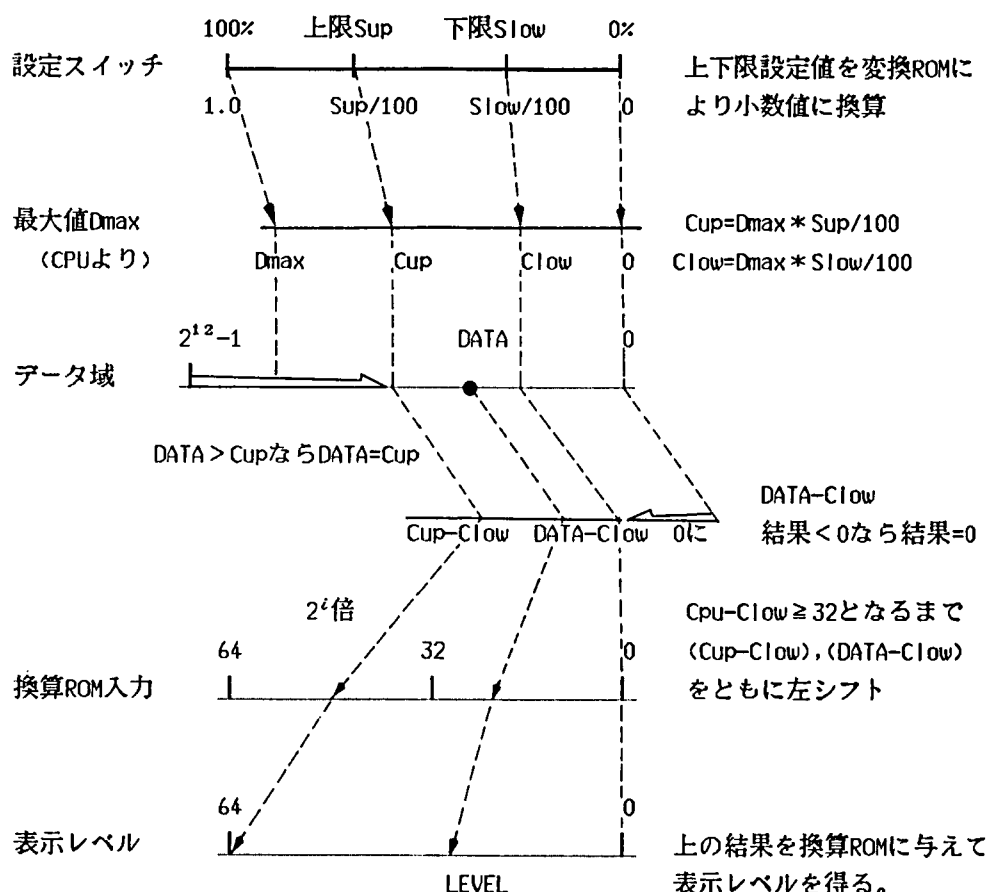 100% 上限Sup 下限Slow 0%
設定スイッチ
上下限設定値を変換ROMに
より小数値に換算
1.0 Sup/100 Slow/100 0
最大値Dmax
(CPUより)
Cup=Dmax*Sup/100
Clow=Dmax*Slow/100
Dmax Cup Clow 0
2¹²-1 DATA 0
データ域
DATA>CupならDATA=Cup
DATA-Clow
結果<0なら結果=0
Cup-Clow DATA-Clow 0に
2ⁱ倍
Cpu-Clow≧32となるまで
(Cup-Clow),(DATA-Clow)
をともに左シフト
64 32 0
換算ROM入力
64 0
表示レベル
上の結果を換算ROMに与えて
表示レベルを得る。
LEVEL